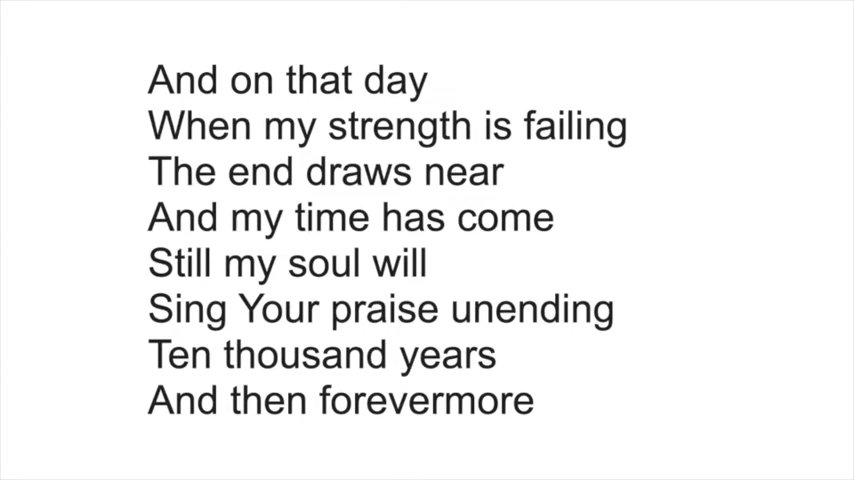 And on that day
When my strength is failing
The end draws near
And my time has come
Still my soul will
Sing Your praise unending
Ten thousand years
And then forevermore